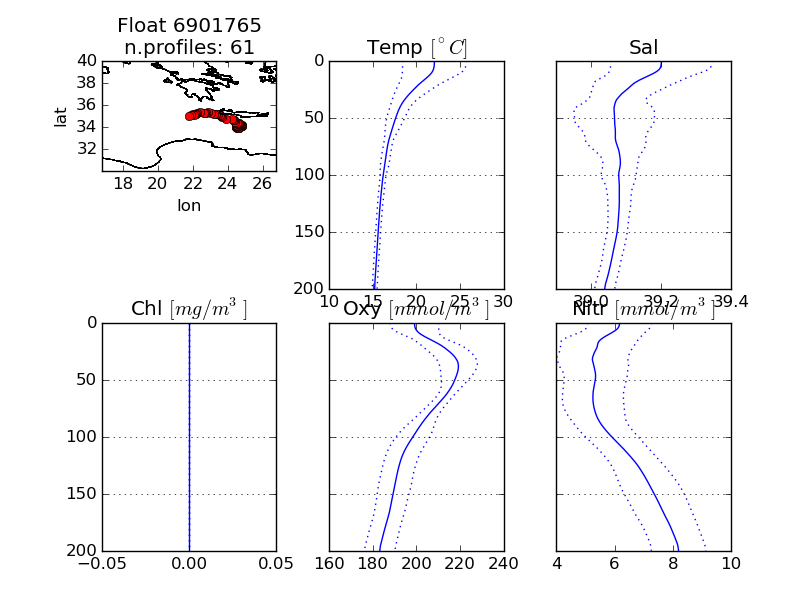 Float 6901765
n.profiles: 61
40
38
36
34
32
lat
18 20 22 24 26
lon
Temp [°C]
0
50
100
150
200
10 15 20 25 30
Sal
39.0 39.2 39.4
Chl [mg/m³]
0
50
100
150
200
−0.05 0.00 0.05
Oxy [mmol/m³]
160 180 200 220 240
Nitr [mmol/m³]
4 6 8 10